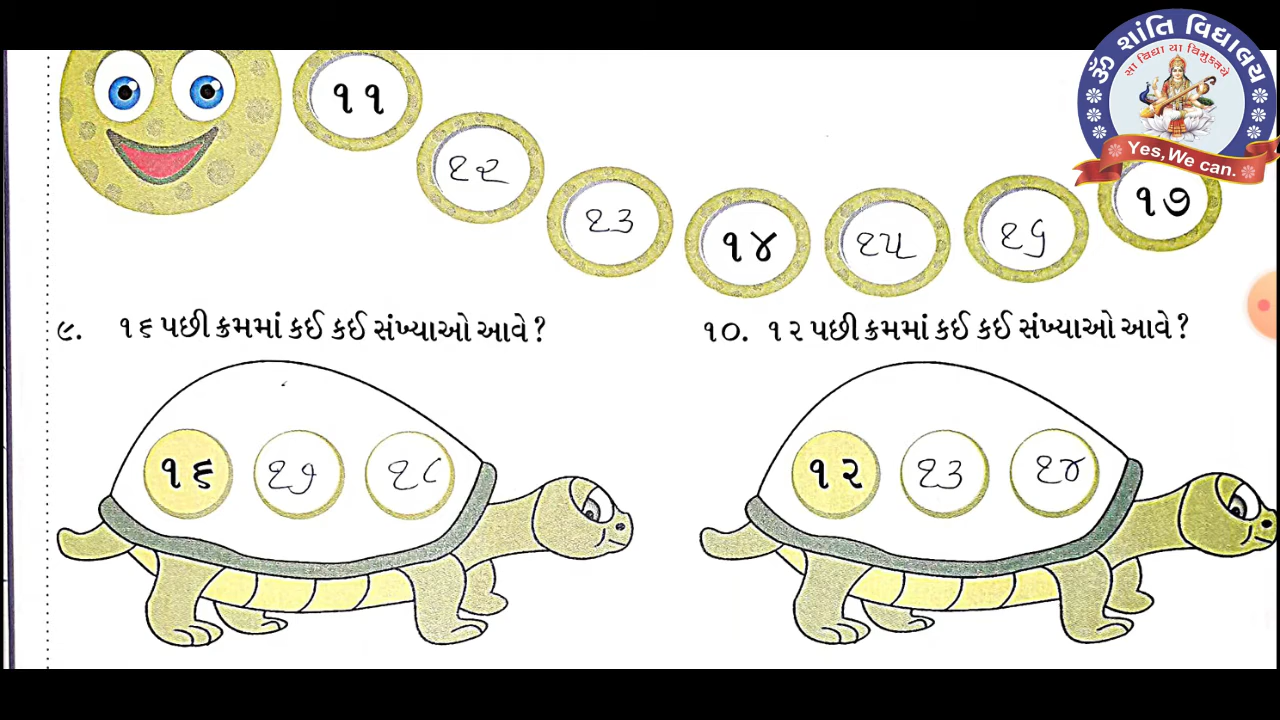 ૐ શાંતિ વિદ્યાલય
સા વિદ્યા યા વિમુક્તયે
Yes, We can.
૧૧ ૧૨ ૧૩ ૧૪ ૧૫ ૧૬ ૧૭
૯. ૧૬ પછી ક્રમમાં કઈ કઈ સંખ્યાઓ આવે?
૧૬ ૧૭ ૧૮
૧૦. ૧૨ પછી ક્રમમાં કઈ કઈ સંખ્યાઓ આવે?
૧૨ ૧૩ ૧૪